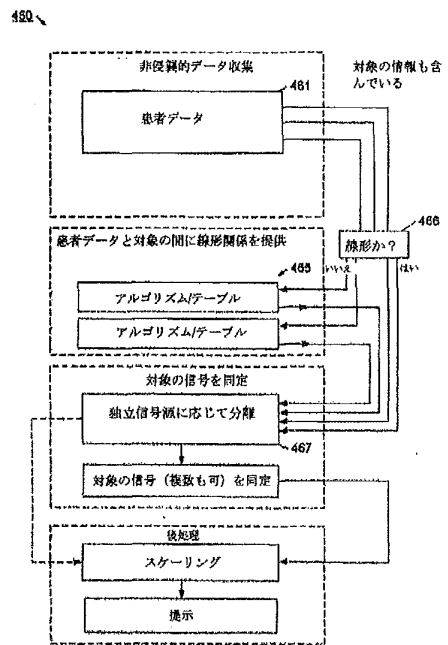 460
非侵襲的データ収集
対象の情報も含
んでいる
461
患者データ
466
線形か？
患者データと対象の間に線形関係を提供
465
いいえ
はい
アルゴリズム/テーブル
アルゴリズム/テーブル
対象の信号を同定
独立信号源に応じて分離
467
対象の信号（複数も可）を同定
後処理
スケーリング
提示